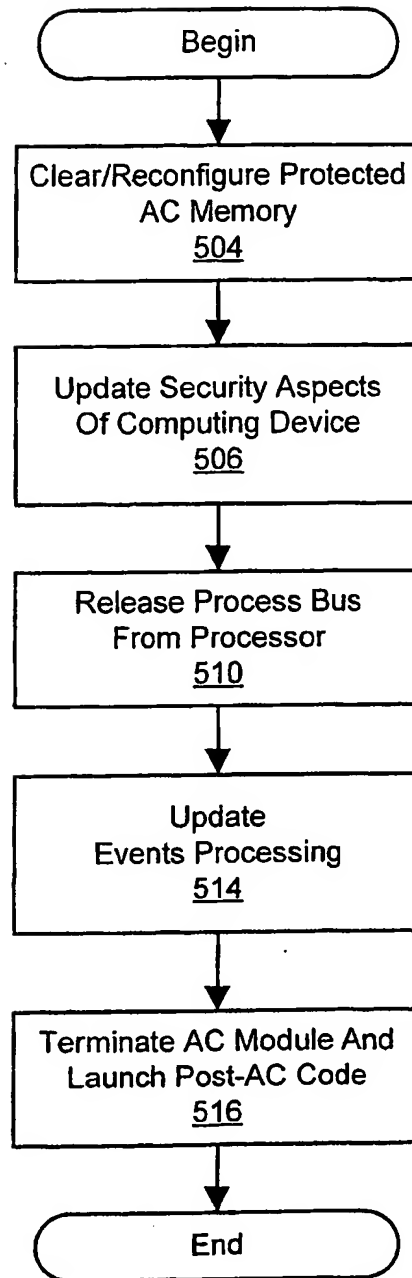 Begin
Clear/Reconfigure Protected
AC Memory
504
Update Security Aspects
Of Computing Device
506
Release Process Bus
From Processor
510
Update
Events Processing
514
Terminate AC Module And
Launch Post-AC Code
516
End